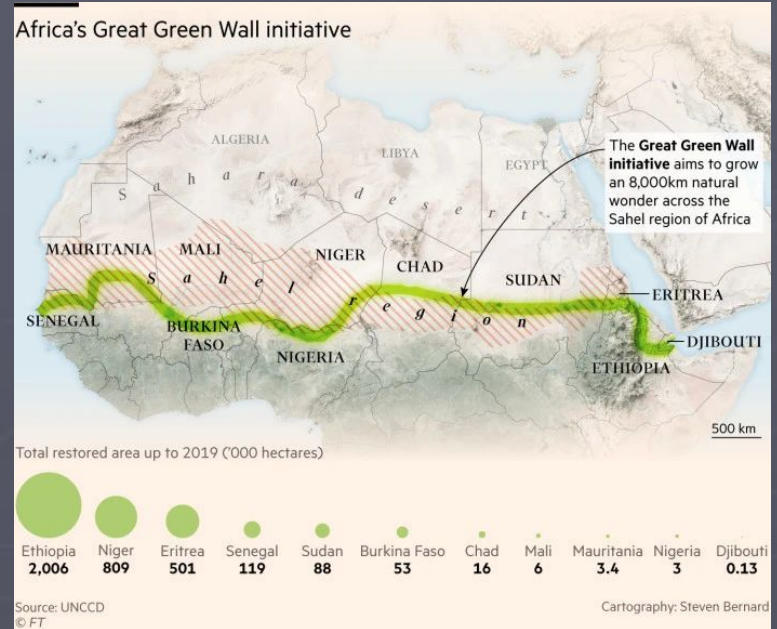 Africa's Great Green Wall initiative
ALGERIA
LIBYA
EGYPT
Sahara desert
The Great Green Wall
initiative aims to grow
an 8,000km natural
wonder across the
Sahel region of Africa
MAURITANIA
MALI
NIGER
CHAD
SUDAN
ERITREA
Sahel region
SENEGAL
BURKINA
FASO
NIGERIA
DJIBOUTI
ETHIOPIA
500 km
Total restored area up to 2019 ('000 hectares)
Ethiopia Niger Eritrea Senegal Sudan Burkina Faso Chad Mali Mauritania Nigeria Djibouti
2,006 809 501 119 88 53 16 6 3.4 3 0.13
Source: UNCCD Cartography: Steven Bernard
© FT